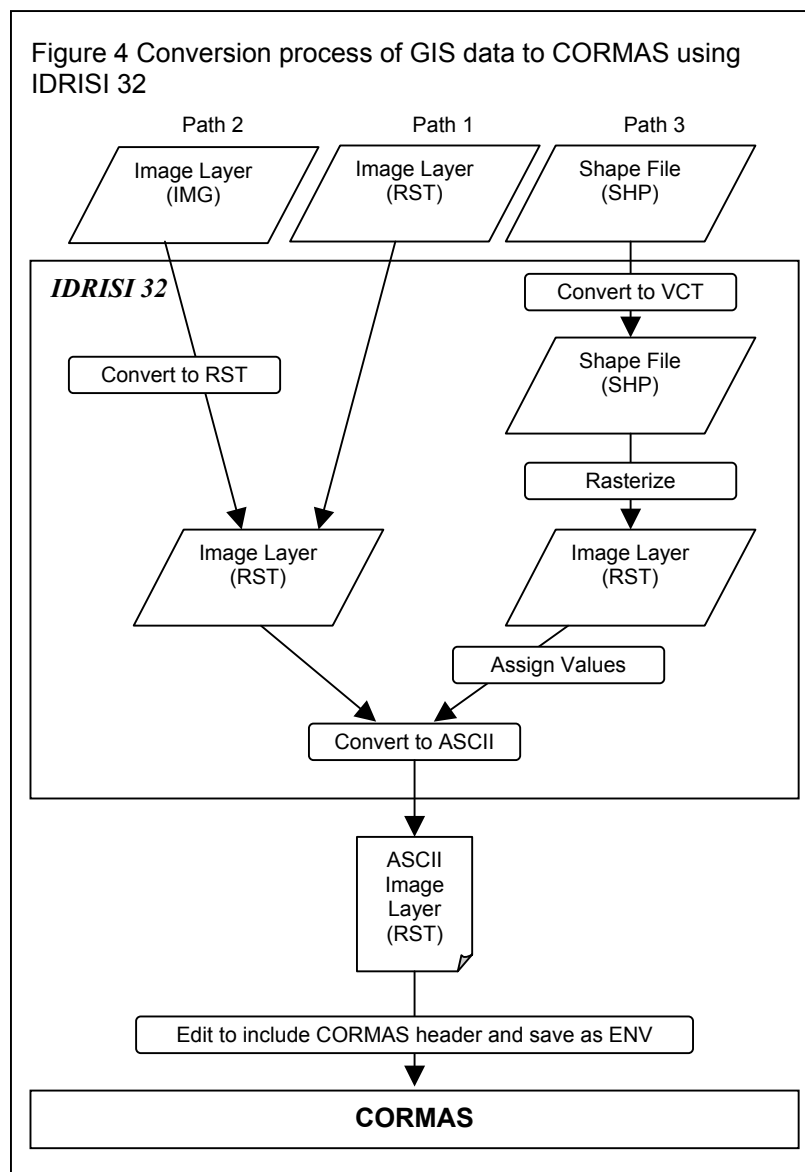 Figure 4 Conversion process of GIS data to CORMAS using
IDRISI 32
Path 2
Path 1
Path 3
Image Layer
(IMG)
Image Layer
(RST)
Shape File
(SHP)
IDRISI 32
Convert to VCT
Convert to RST
Shape File
(SHP)
Rasterize
Image Layer
(RST)
Image Layer
(RST)
Assign Values
Convert to ASCII
ASCII
Image
Layer
(RST)
Edit to include CORMAS header and save as ENV
CORMAS